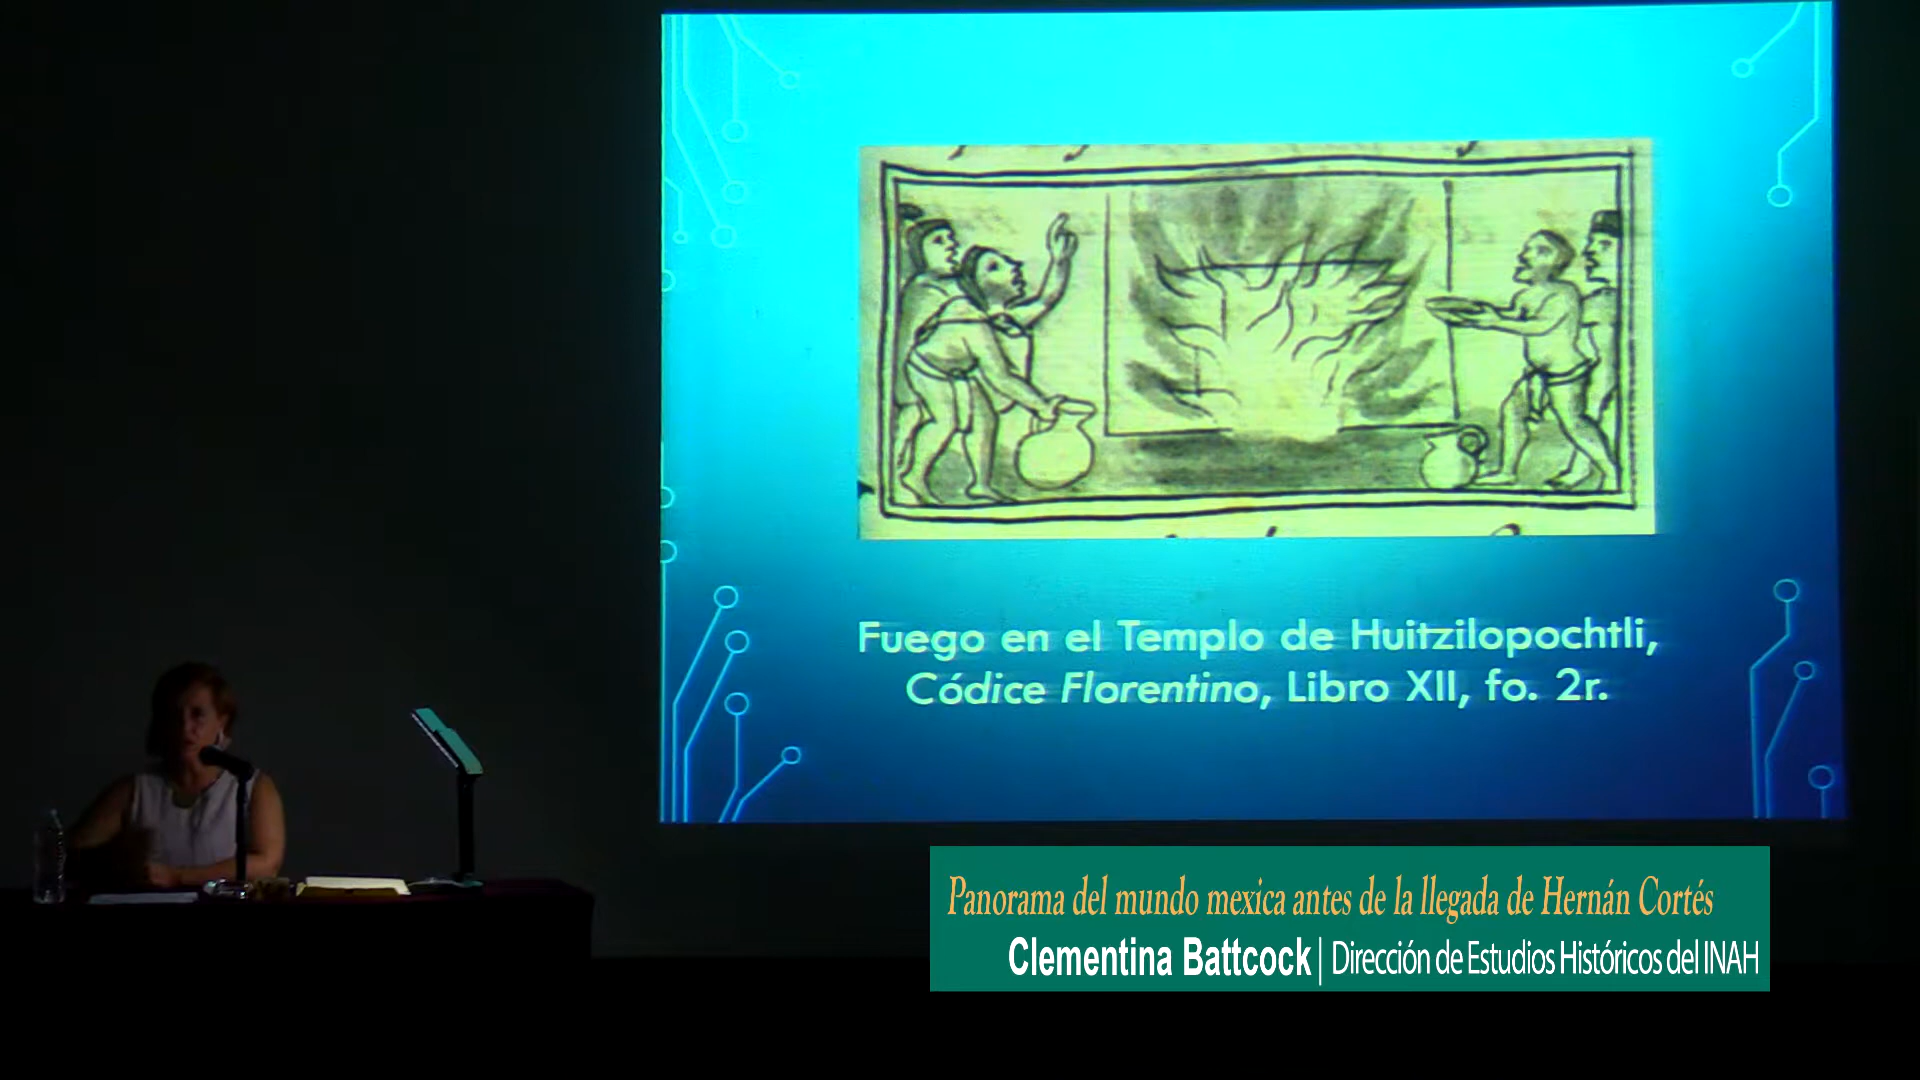 Fuego en el Templo de Huitzilopochtli,
Códice Florentino, Libro XII, fo. 2r.
Panorama del mundo mexica antes de la llegada de Hernán Cortés
Clementina Battcock | Dirección de Estudios Históricos del INAH